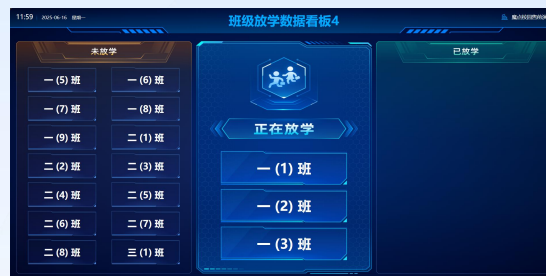 11:59 2025-06-16 星期一
班级放学数据看板4
未放学
一 (5) 班 一 (6) 班
一 (7) 班 一 (8) 班
一 (9) 班 二 (1) 班
二 (2) 班 二 (3) 班
二 (4) 班 二 (5) 班
二 (6) 班 二 (7) 班
二 (8) 班 三 (1) 班
正在放学
一 (1) 班
一 (2) 班
一 (3) 班
已放学